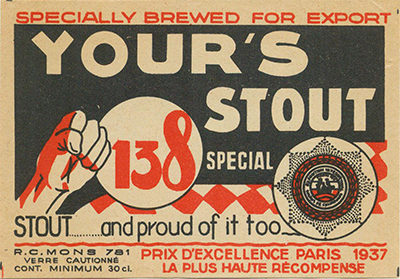 SPECIALLY BREWED FOR EXPORT
YOUR'S
STOUT
138
SPECIAL
STOUT........and proud of it too
R.C. MONS 781
VERRE CAUTIONNÉ
CONT. MINIMUM 30 cl.
PRIX D'EXCELLENCE PARIS 1937
LA PLUS HAUTE RÉCOMPENSE